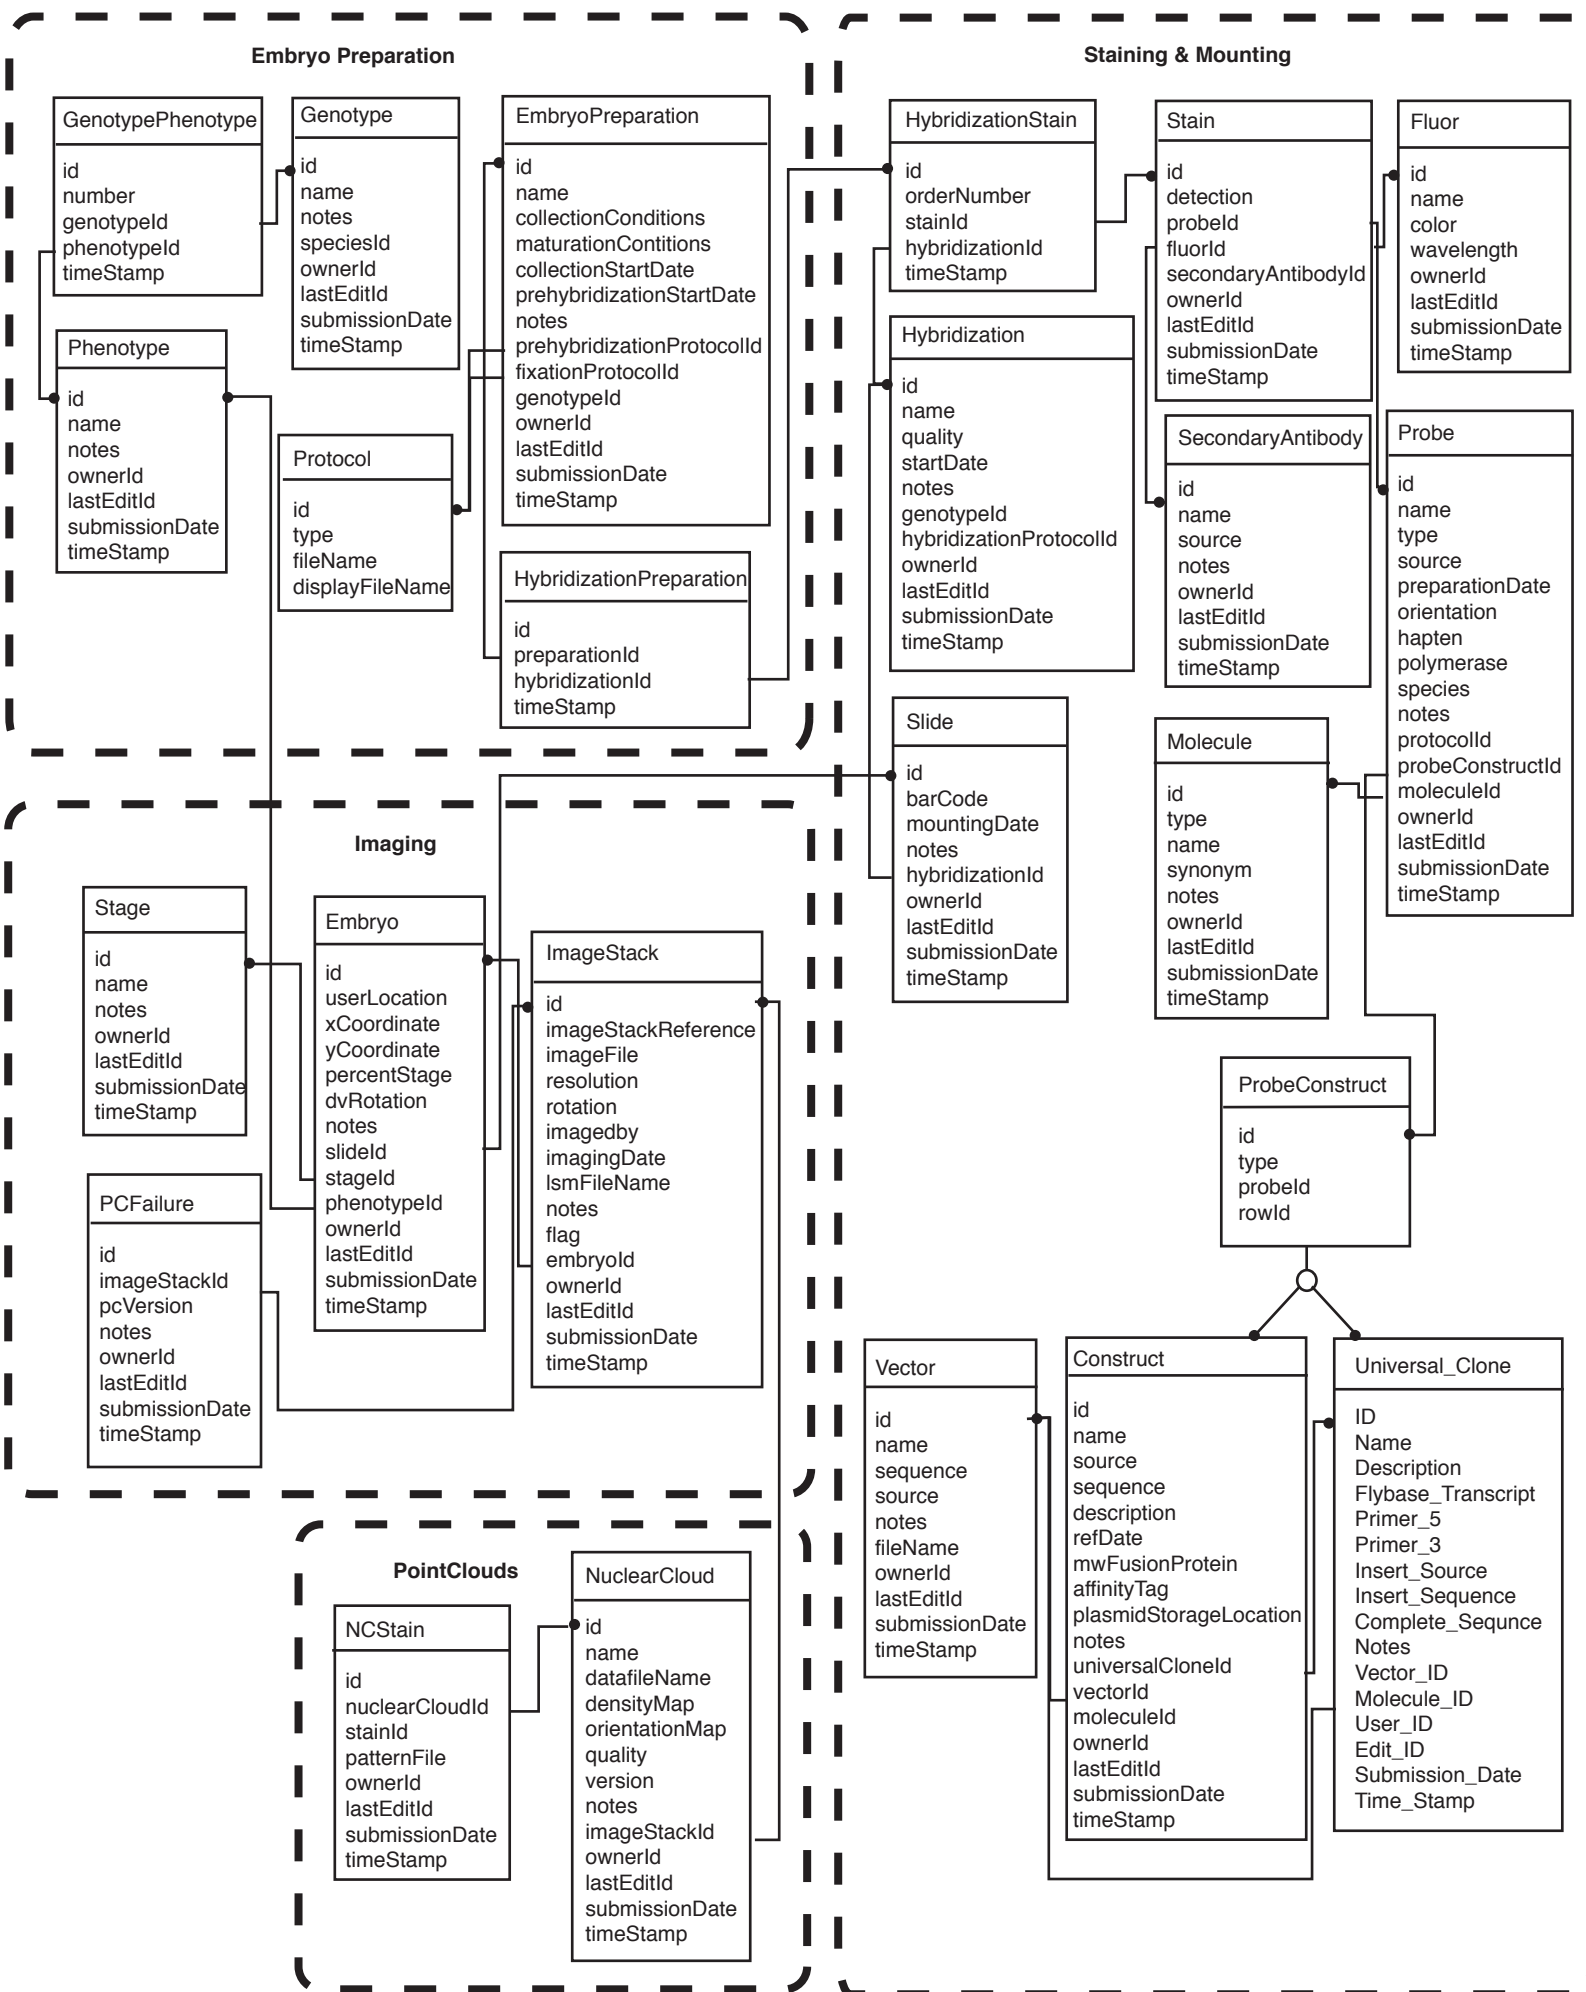 Embryo Preparation
GenotypePhenotype
id
number
genotypeId
phenotypeId
timeStamp
Genotype
id
name
notes
speciesId
ownerId
lastEditId
submissionDate
timeStamp
EmbryoPreparation
id
name
collectionConditions
maturationContitions
collectionStartDate
prehybridizationStartDate
notes
prehybridizationProtocolId
fixationProtocolId
genotypeId
ownerId
lastEditId
submissionDate
timeStamp
Phenotype
id
name
notes
ownerId
lastEditId
submissionDate
timeStamp
Protocol
id
type
fileName
displayFileName
HybridizationPreparation
id
preparationId
hybridizationId
timeStamp
Staining & Mounting
HybridizationStain
id
orderNumber
stainId
hybridizationId
timeStamp
Stain
id
detection
probeId
fluorId
secondaryAntibodyId
ownerId
lastEditId
submissionDate
timeStamp
Fluor
id
name
color
wavelength
ownerId
lastEditId
submissionDate
timeStamp
Hybridization
id
name
quality
startDate
notes
genotypeId
hybridizationProtocolId
ownerId
lastEditId
submissionDate
timeStamp
SecondaryAntibody
id
name
source
notes
ownerId
lastEditId
submissionDate
timeStamp
Probe
id
name
type
source
preparationDate
orientation
hapten
polymerase
species
notes
protocolId
probeConstructId
moleculeId
ownerId
lastEditId
submissionDate
timeStamp
Slide
id
barCode
mountingDate
notes
hybridizationId
ownerId
lastEditId
submissionDate
timeStamp
Molecule
id
type
name
synonym
notes
ownerId
lastEditId
submissionDate
timeStamp
ProbeConstruct
id
type
probeId
rowId
Vector
id
name
sequence
source
notes
fileName
ownerId
lastEditId
submissionDate
timeStamp
Construct
id
name
source
sequence
description
refDate
mwFusionProtein
affinityTag
plasmidStorageLocation
notes
universalCloneId
vectorId
moleculeId
ownerId
lastEditId
submissionDate
timeStamp
Universal_Clone
ID
Name
Description
Flybase_Transcript
Primer_5
Primer_3
Insert_Source
Insert_Sequence
Complete_Sequnce
Notes
Vector_ID
Molecule_ID
User_ID
Edit_ID
Submission_Date
Time_Stamp
Imaging
Stage
id
name
notes
ownerId
lastEditId
submissionDate
timeStamp
Embryo
id
userLocation
xCoordinate
yCoordinate
percentStage
dvRotation
notes
slideId
stageId
phenotypeId
ownerId
lastEditId
submissionDate
timeStamp
ImageStack
id
imageStackReference
imageFile
resolution
rotation
imagedby
imagingDate
lsmFileName
notes
flag
embryoId
ownerId
lastEditId
submissionDate
timeStamp
PCFailure
id
imageStackId
pcVersion
notes
ownerId
lastEditId
submissionDate
timeStamp
PointClouds
NCStain
id
nuclearCloudId
stainId
patternFile
ownerId
lastEditId
submissionDate
timeStamp
NuclearCloud
id
name
datafileName
densityMap
orientationMap
quality
version
notes
imageStackId
ownerId
lastEditId
submissionDate
timeStamp